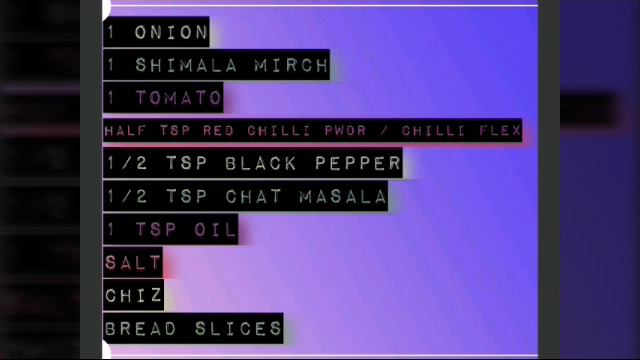 1 ONION
1 SHIMALA MIRCH
1 TOMATO
HALF TSP RED CHILLI PWDR / CHILLI FLEX
1/2 TSP BLACK PEPPER
1/2 TSP CHAT MASALA
1 TSP OIL
SALT
CHIZ
BREAD SLICES